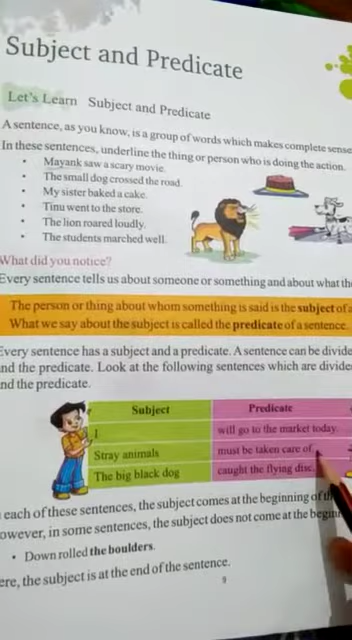 Subject and Predicate
Let's Learn Subject and Predicate
A sentence, as you know, is a group of words which makes complete sense
In these sentences, underline the thing or person who is doing the action.
• Mayank saw a scary movie.
• The small dog crossed the road.
• My sister baked a cake.
• Tinu went to the store.
• The lion roared loudly.
• The students marched well.
What did you notice?
Every sentence tells us about someone or something and about what
The person or thing about whom something is said is the subject of
What we say about the subject is called the predicate of a sentence.
Every sentence has a subject and a predicate. A sentence can be
and the predicate. Look at the following sentences which are
and the predicate.
Subject Predicate
I will go to the market today.
Stray animals must be taken care of.
The big black dog caught the flying disc.
each of these sentences, the subject comes at the beginning of
owever, in some sentences, the subject does not come at the
• Down rolled the boulders.
ere, the subject is at the end of the sentence.
9